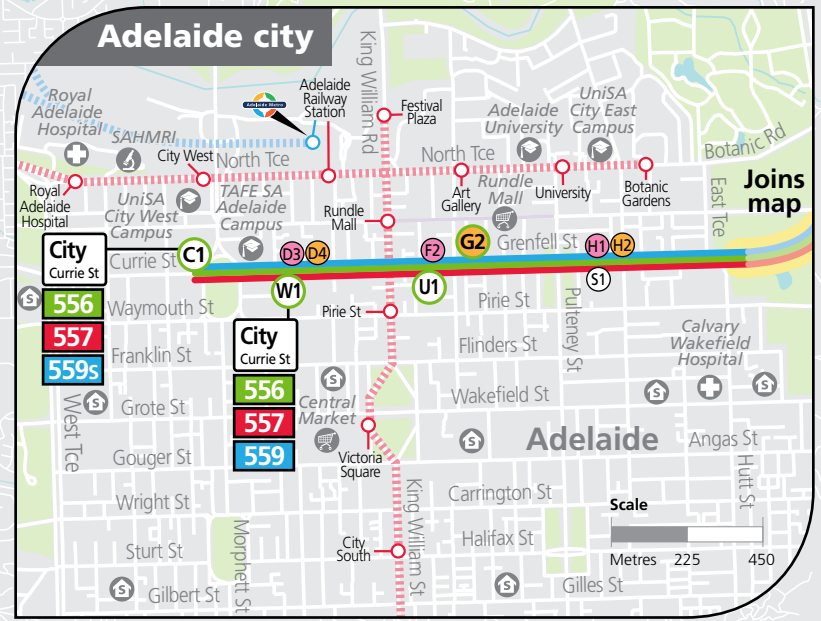 Adelaide city
King William Rd
Royal
Adelaide
Hospital
SAHMRI
Adelaide Metro
Adelaide
Railway
Station
Festival
Plaza
Adelaide
University
UniSA
City East
Campus
Botanic Rd
City West
North Tce
North Tce
Royal
Adelaide
Hospital
UniSA
City West
Campus
TAFE SA
Adelaide
Campus
Rundle
Mall
Art
Gallery
Rundle
Mall
University
Botanic
Gardens
East Tce
Joins
map
City
Currie St
556
557
559s
Currie St
C1
D3
D4
F2
G2
Grenfell St
H1
H2
W1
U1
S1
Waymouth St
Pirie St
Pirie St
Pulteney St
City
Currie St
556
557
559
Franklin St
Flinders St
Calvary
Wakefield
Hospital
S
S
S
S
S
S
S
West Tce
Grote St
Central
Market
Wakefield St
Gouger St
Victoria
Square
Adelaide
Angas St
Hutt St
Wright St
King William St
Carrington St
Scale
Metres 225 450
Sturt St
Morphett St
City
South
Halifax St
Gilbert St
Gilles St